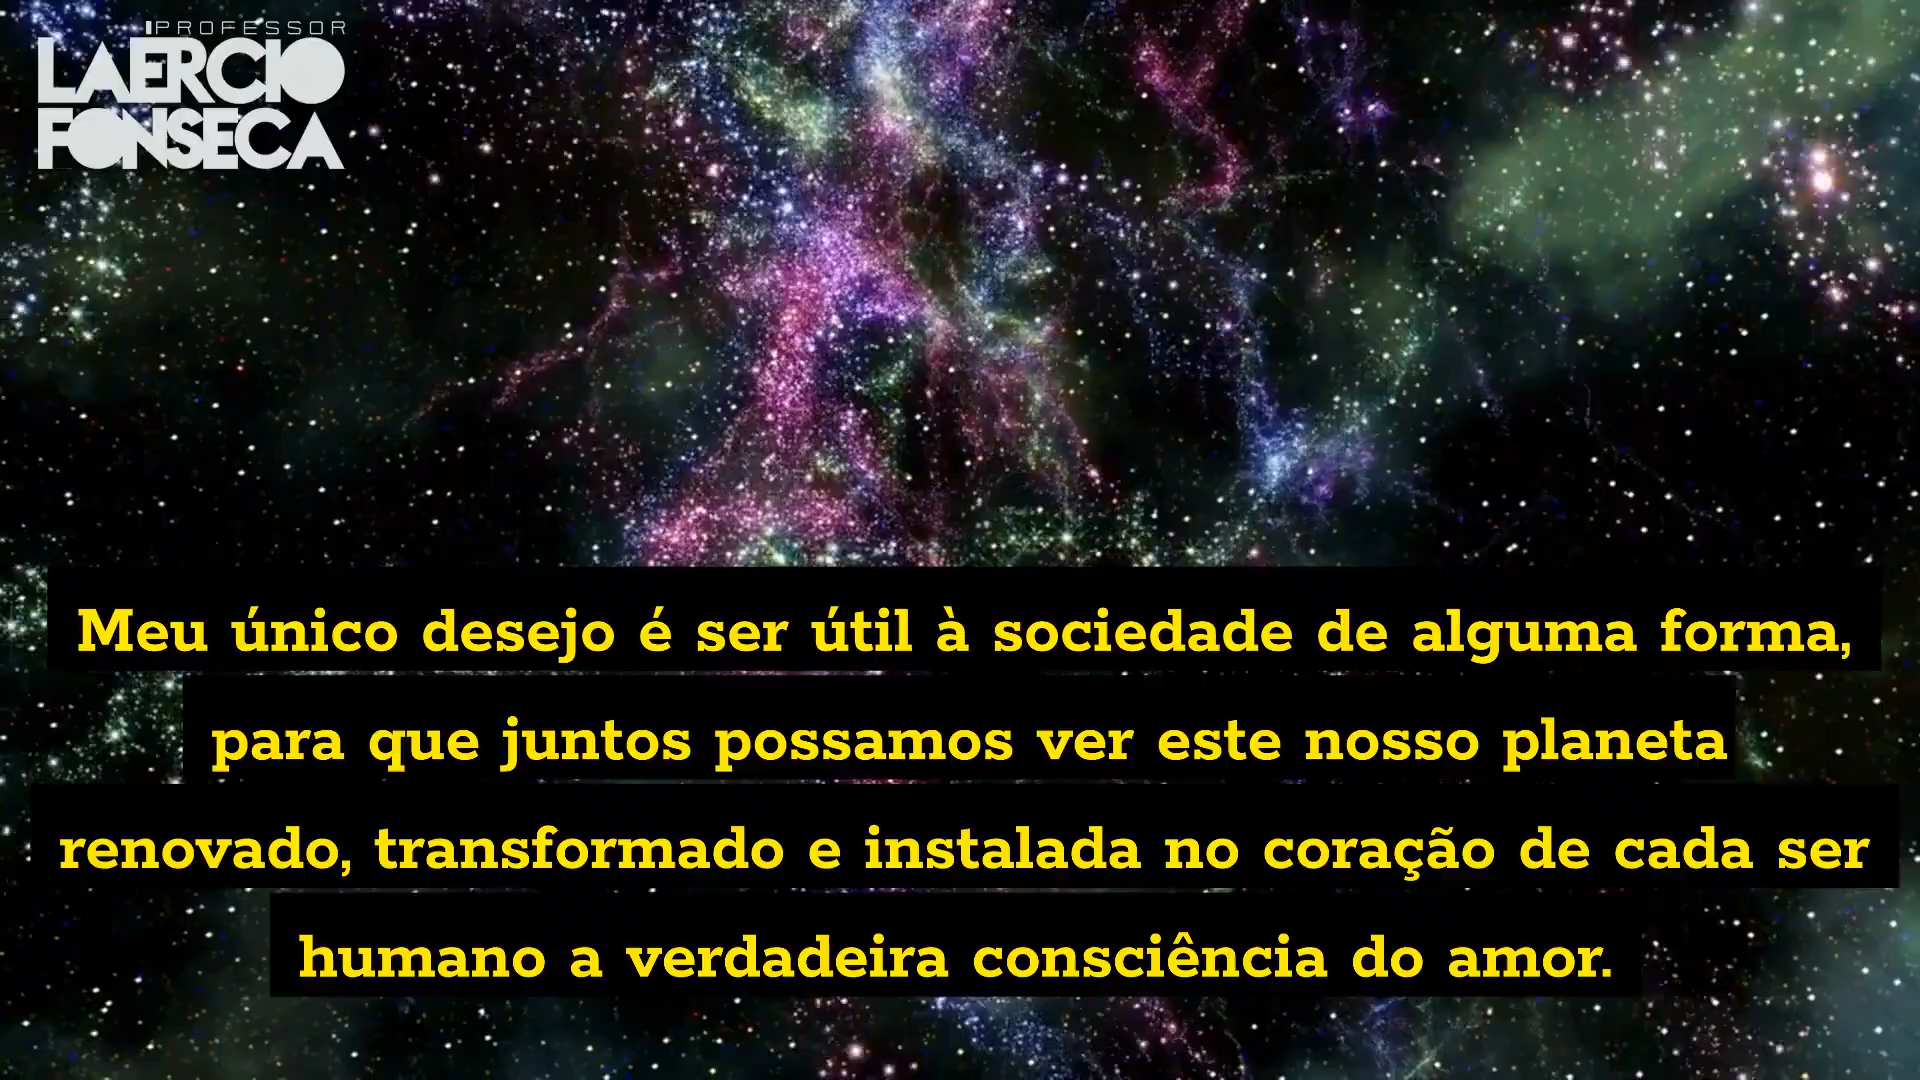 PROFESSOR
LAÉRCIO
FONSECA
Meu único desejo é ser útil à sociedade de alguma forma,
para que juntos possamos ver este nosso planeta
renovado, transformado e instalada no coração de cada ser
humano a verdadeira consciência do amor.